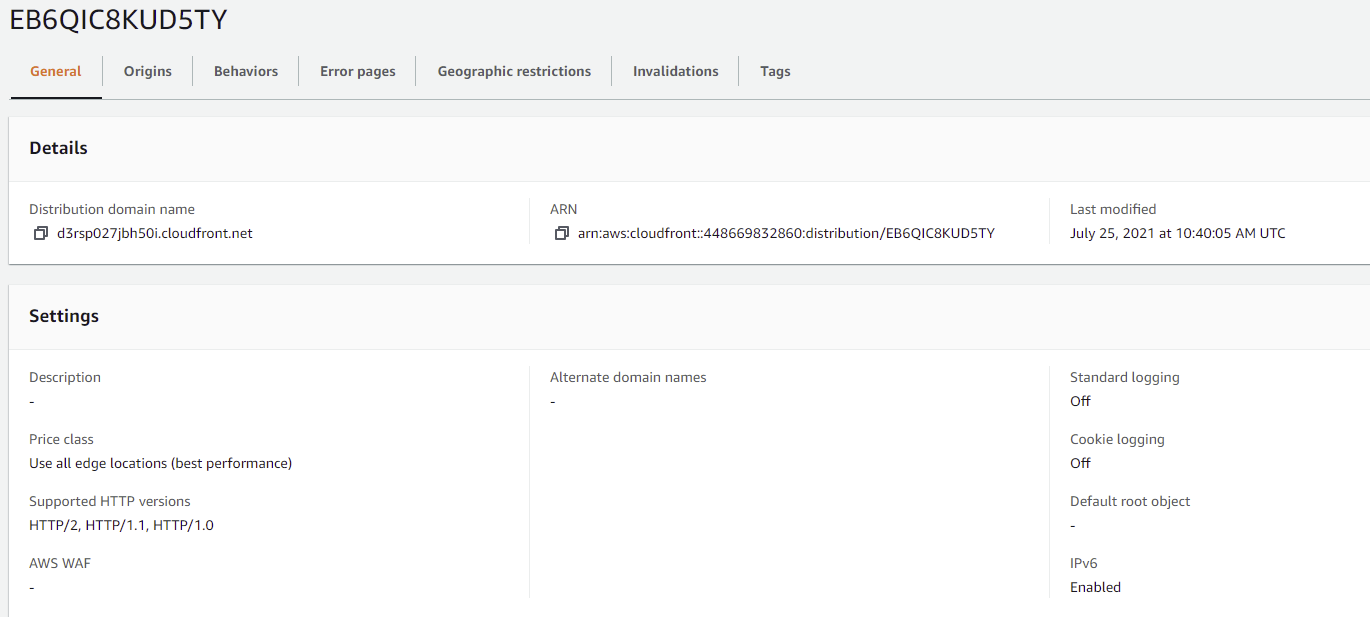 EB6QIC8KUD5TY
General Origins Behaviors Error pages Geographic restrictions Invalidations Tags
Details
Distribution domain name
d3rsp027jbh50i.cloudfront.net
ARN
arn:aws:cloudfront::448669832860:distribution/EB6QIC8KUD5TY
Last modified
July 25, 2021 at 10:40:05 AM UTC
Settings
Description
-
Price class
Use all edge locations (best performance)
Supported HTTP versions
HTTP/2, HTTP/1.1, HTTP/1.0
AWS WAF
-
Alternate domain names
-
Standard logging
Off
Cookie logging
Off
Default root object
-
IPv6
Enabled